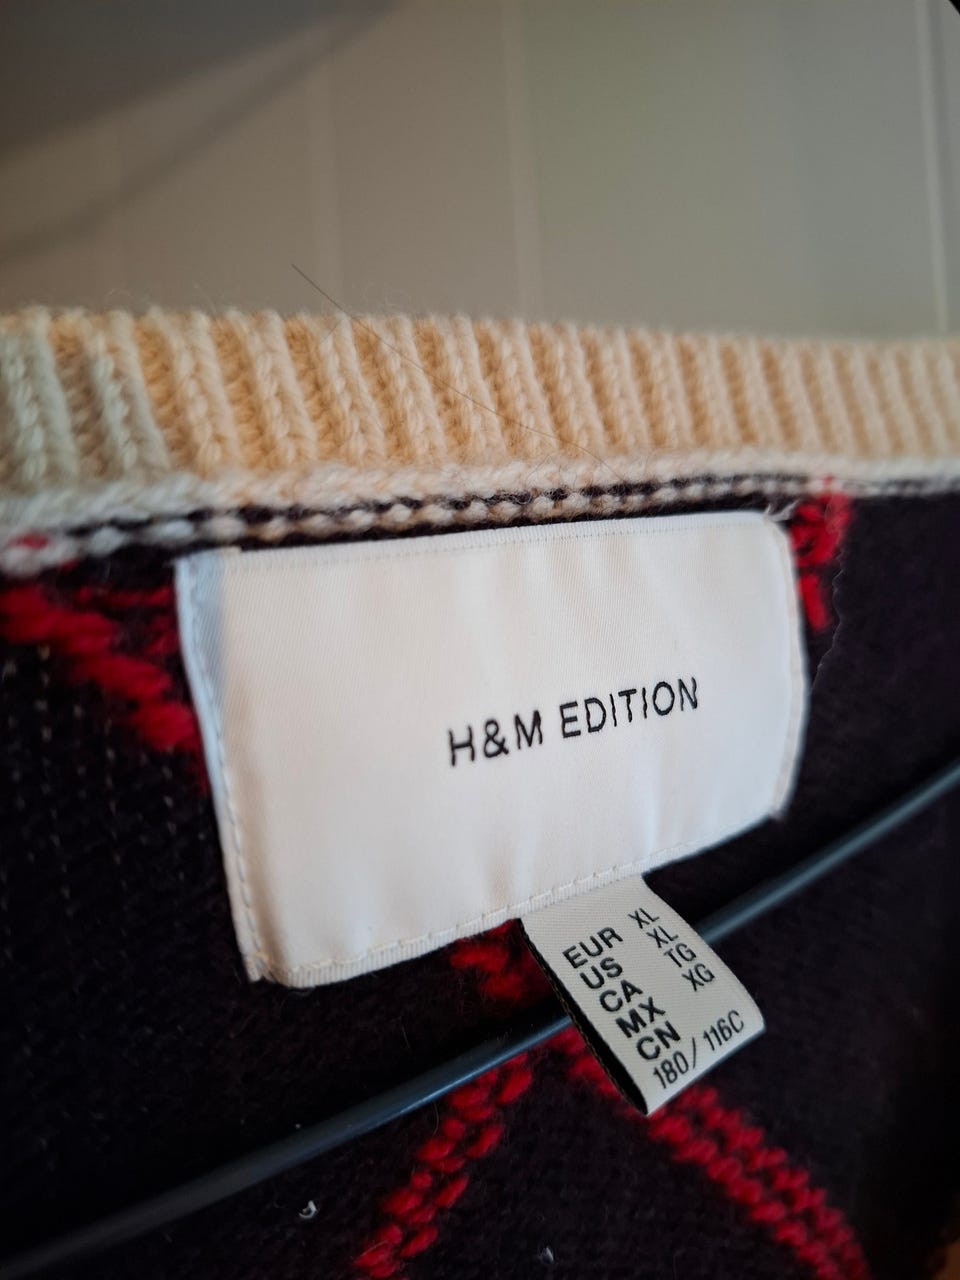 H&M EDITION
EUR XL
US XL
CA TG
MX XG
CN
180/116C